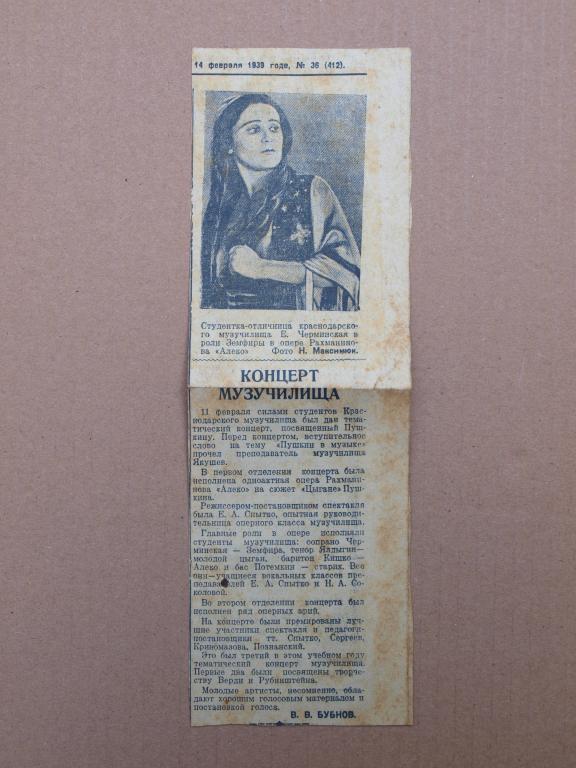 14 февраля 1939 года, № 36 (412).
Студентка-отличница краснодарско-
го музучилища Е. Черминская в
роли Земфиры в опере Рахманино-
ва «Алеко» Фото Н. Максимюк.
КОНЦЕРТ
МУЗУЧИЛИЩА
11 февраля силами студентов Крас-
нодарского музучилища был дан тема-
тический концерт, посвященный Пуш-
кину. Перед концертом, вступительное
слово на тему «Пушкин в музыке»
прочел преподаватель музучилища
Якушев.
В первом отделении концерта была
исполнена одноактная опера Рахмани-
нова «Алеко» на сюжет «Цыгане» Пуш-
кина.
Режиссером-постановщиком спектакля
была Е. А. Спытко, опытная руководи-
тельница оперного класса музучилища.
Главные роли в опере исполняли
студенты музучилища: сопрано Чер-
минская — Земфира, тенор Яллыгин—
молодой цыган, баритон Кишко —
Алеко и бас Потемкин — старик. Все
они—учащиеся вокальных классов пре-
подавателей Е. А. Спытко и Н. А. Со-
коловой.
Во втором отделении концерта был
исполнен ряд оперных арий.
На концерте были премированы луч-
шие участники спектакля и педагоги-
постановщики тт. Спытко, Сергеев,
Кривомазова, Познанский.
Это был третий в этом учебном году
тематический концерт музучилища.
Первые два были посвящены творче-
ству Верди и Рубинштейна.
Молодые артисты, несомненно, обла-
дают хорошим голосовым материалом и
постановкой голоса.
В. В. БУБНОВ.